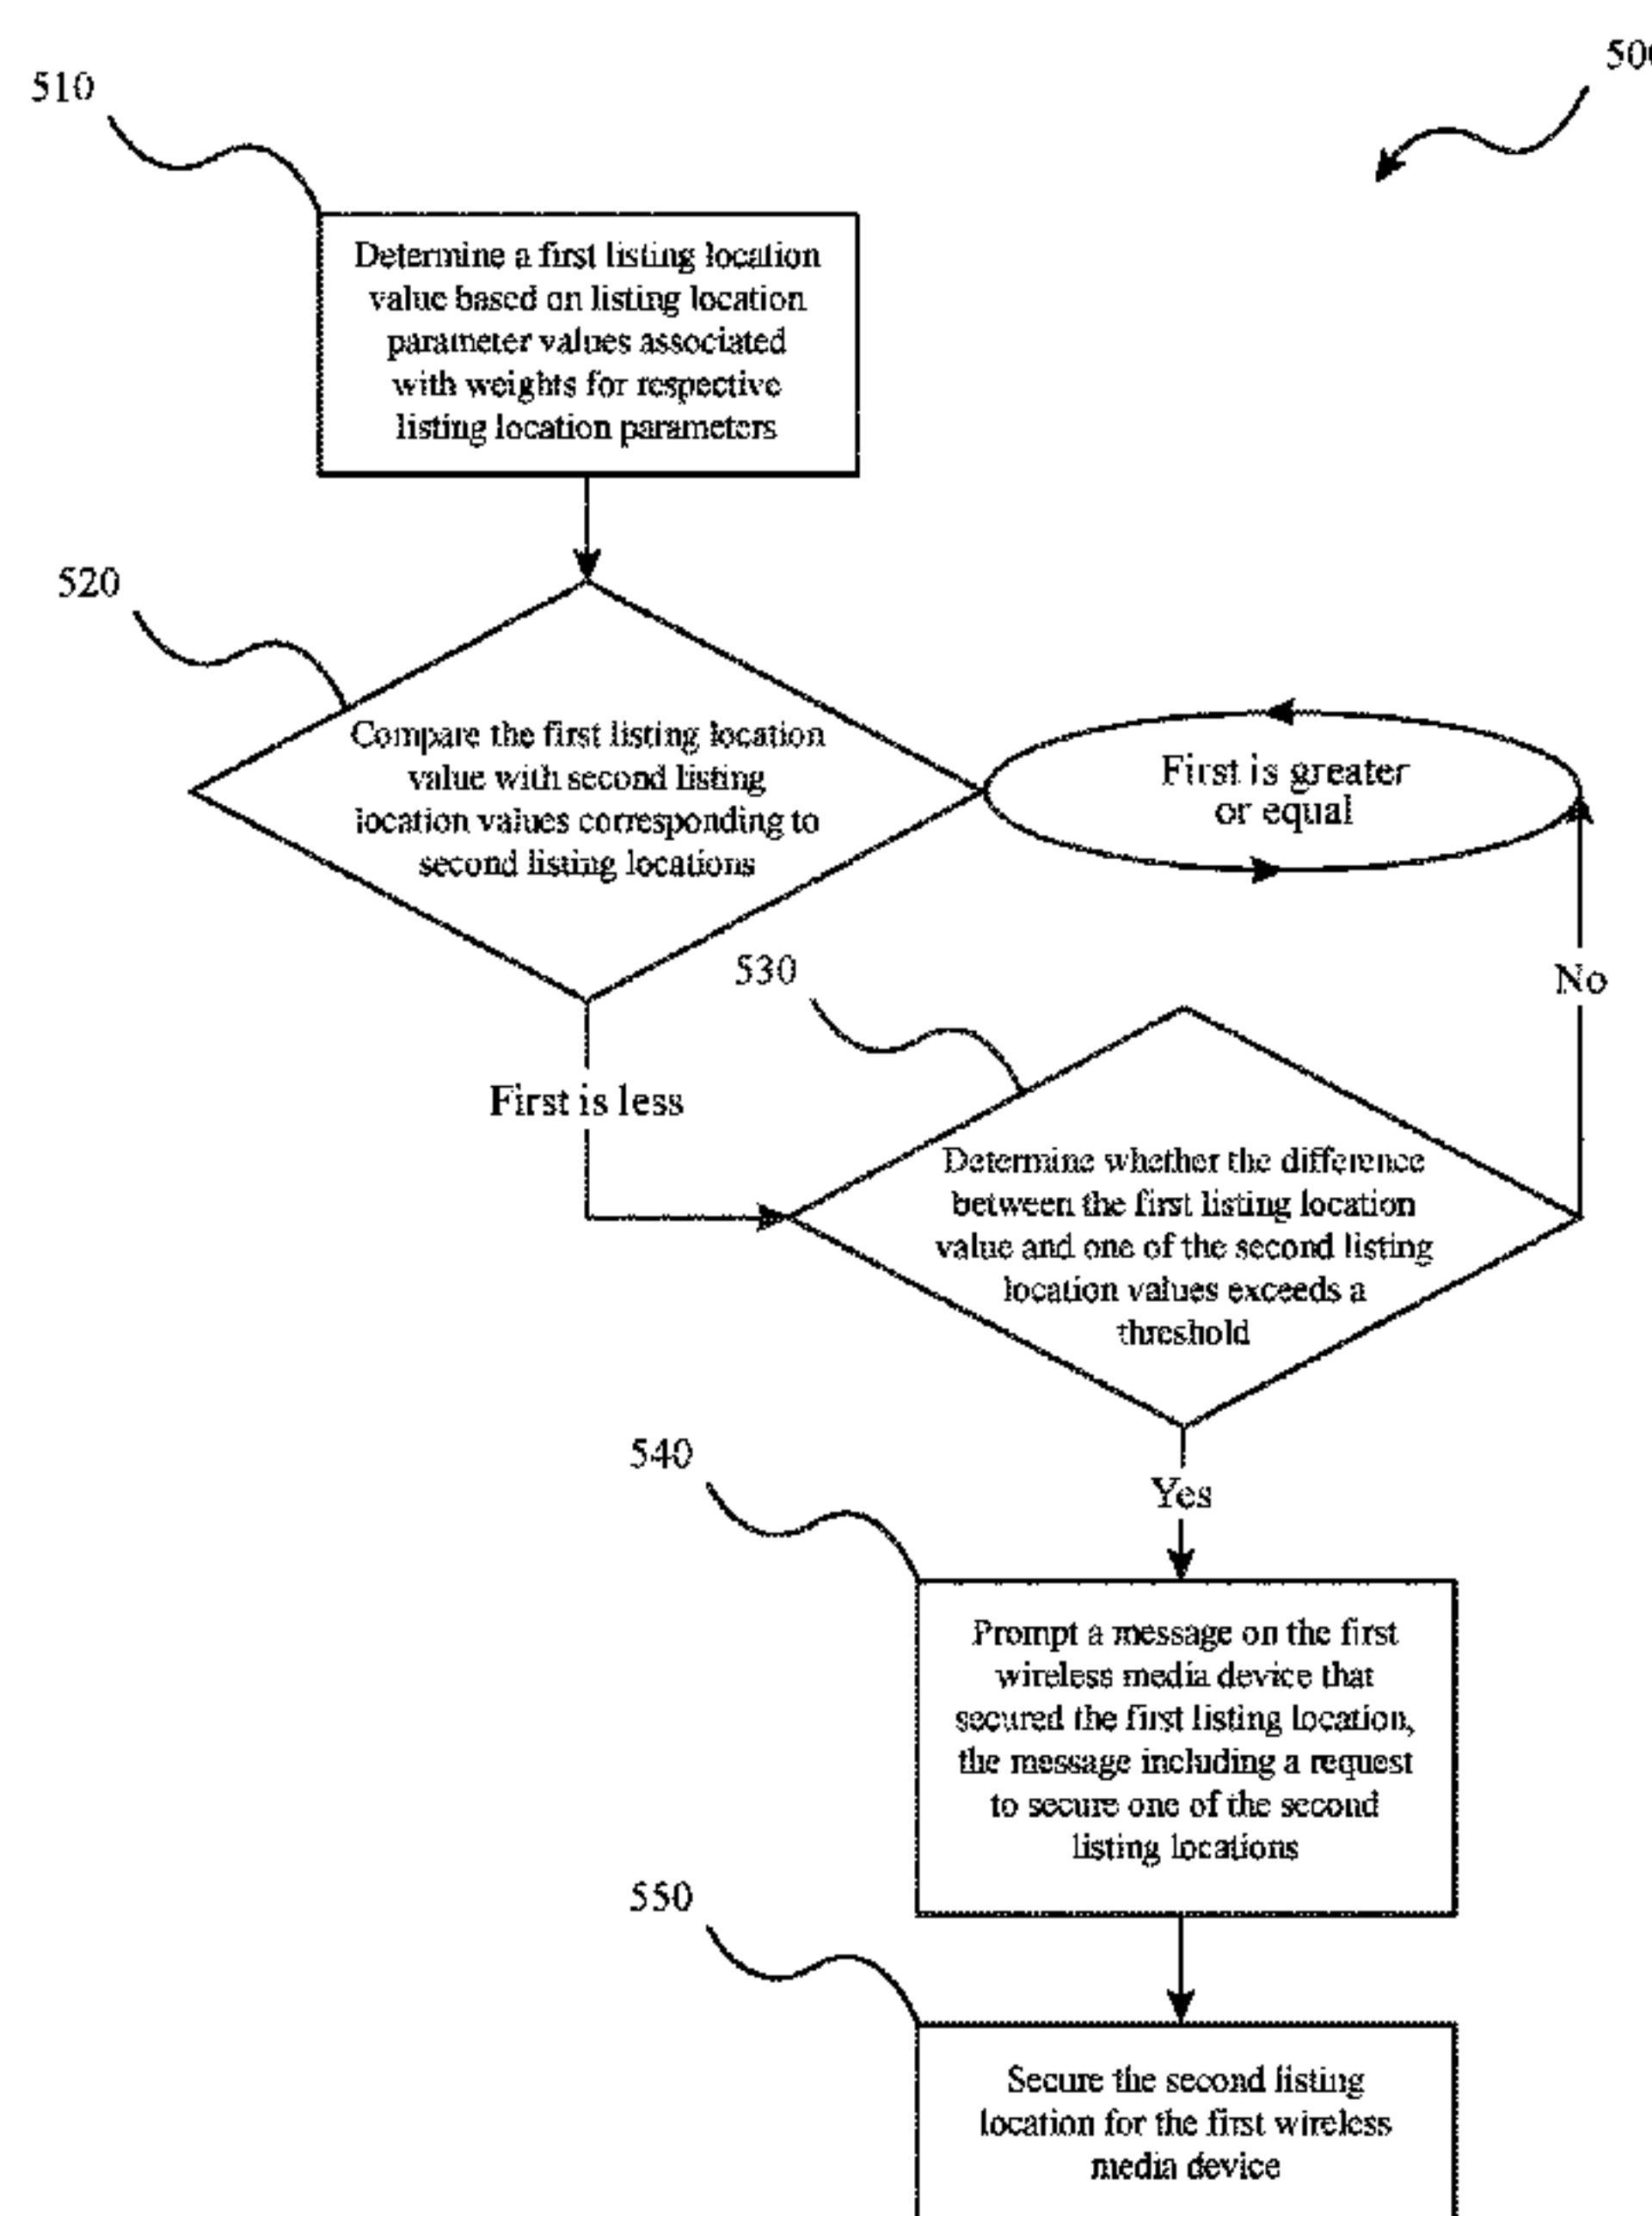 510
Determine a first listing location
value based on listing location
parameter values associated
with weights for respective
listing location parameters
520
Compare the first listing location
value with second listing
location values corresponding to
second listing locations
First is greater
or equal
530
No
First is less
Determine whether the difference
between the first listing location
value and one of the second listing
location values exceeds a
threshold
540
Yes
Prompt a message on the first
wireless media device that
secured the first listing location,
the message including a request
to secure one of the second
listing locations
550
Secure the second listing
location for the first wireless
media device